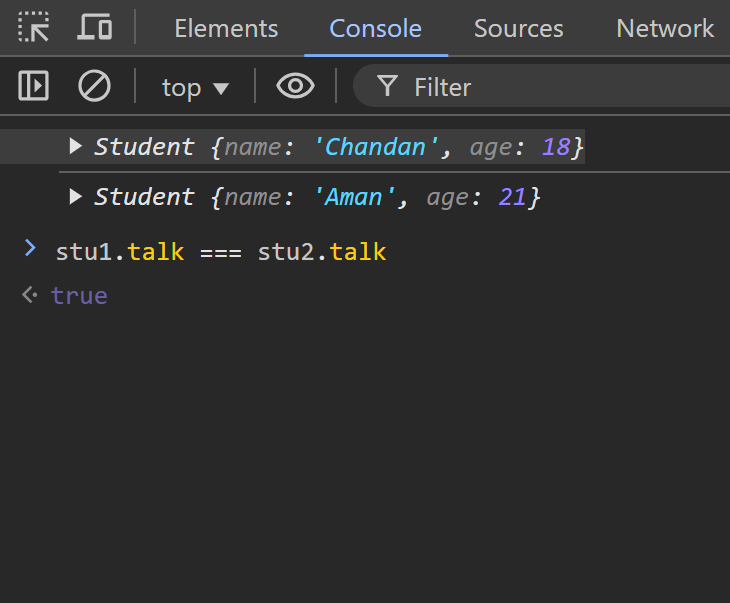 Elements Console Sources Network
top Filter
Student {name: 'Chandan', age: 18}
Student {name: 'Aman', age: 21}
stu1.talk === stu2.talk
true